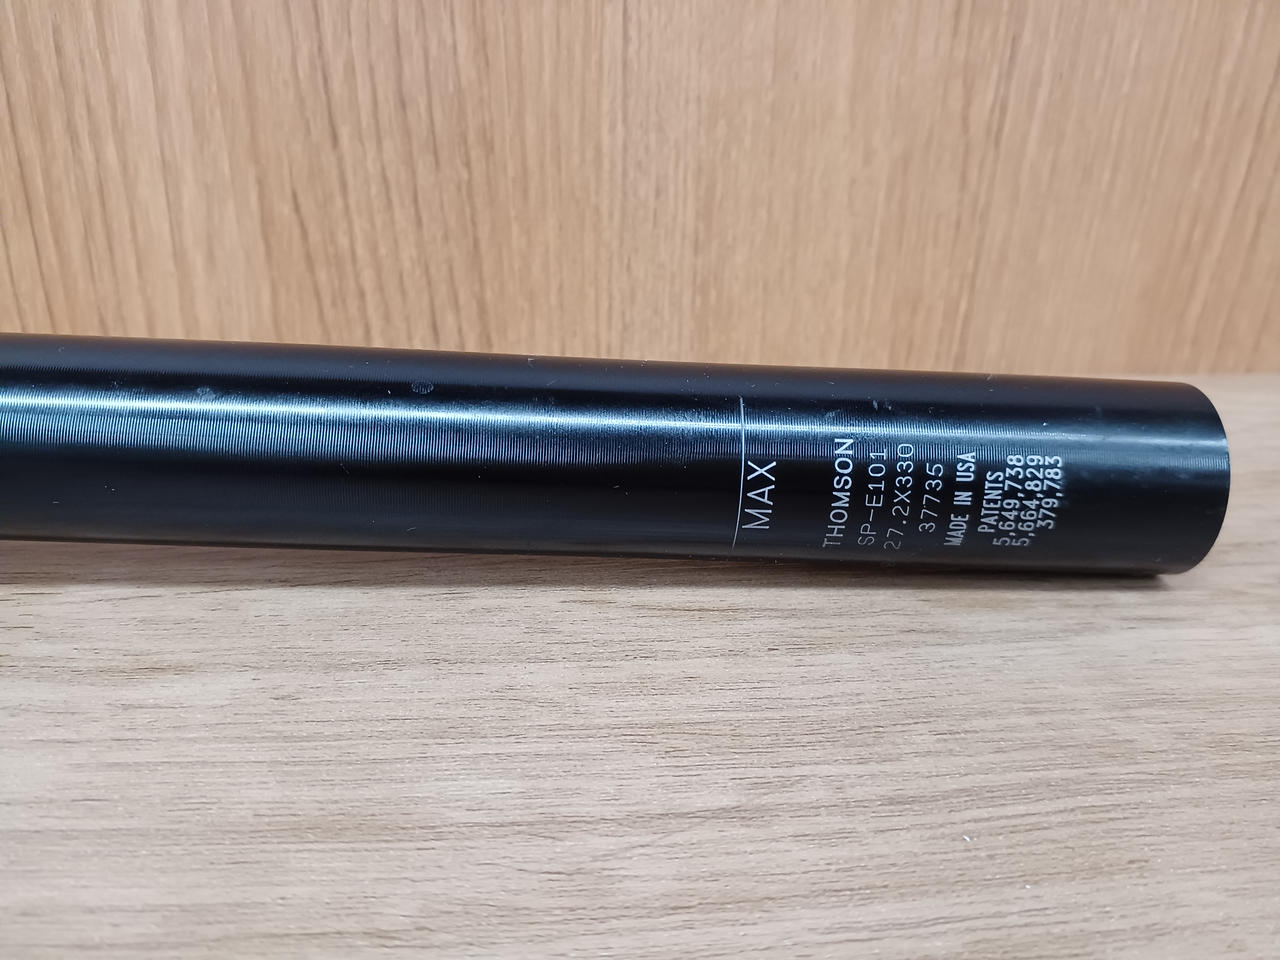 MAX
THOMSON
SP-E101
27.2X330
37735
MADE IN USA
PATENTS
5,649,738
5,664,829
379,783